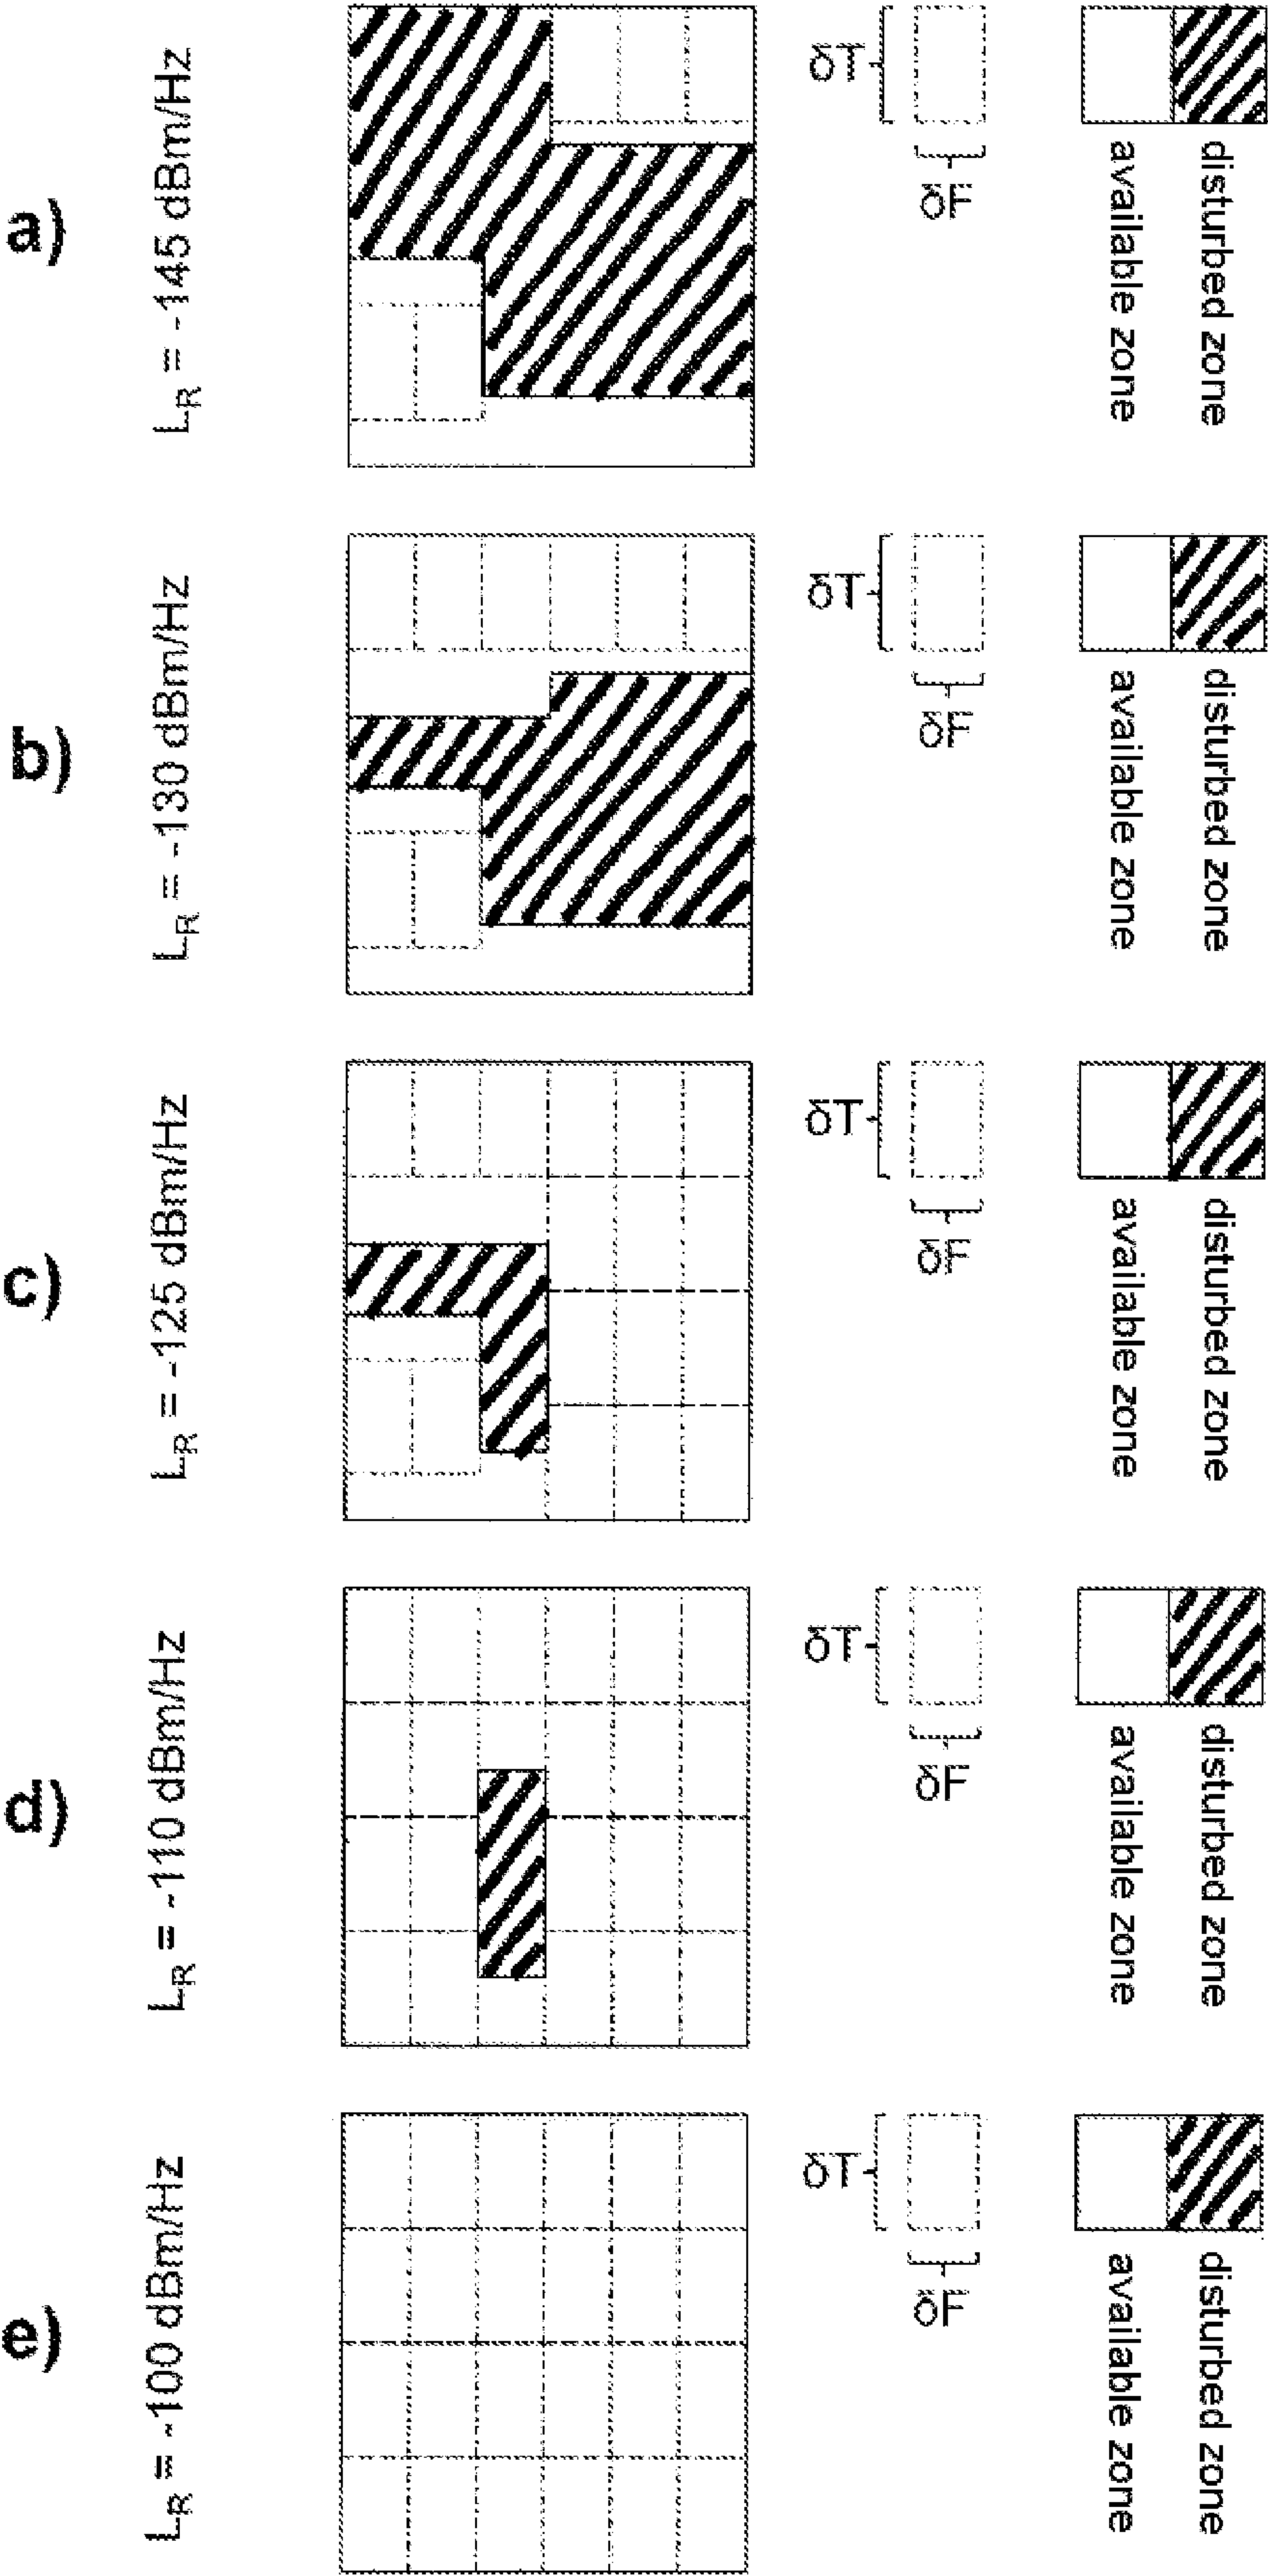 a)
L_R = -145 dBm/Hz
δT
δF
available zone
disturbed zone
b)
L_R = -130 dBm/Hz
δT
δF
available zone
disturbed zone
c)
L_R = -125 dBm/Hz
δT
δF
available zone
disturbed zone
d)
L_R = -110 dBm/Hz
δT
δF
available zone
disturbed zone
e)
L_R = -100 dBm/Hz
δT
δF
available zone
disturbed zone